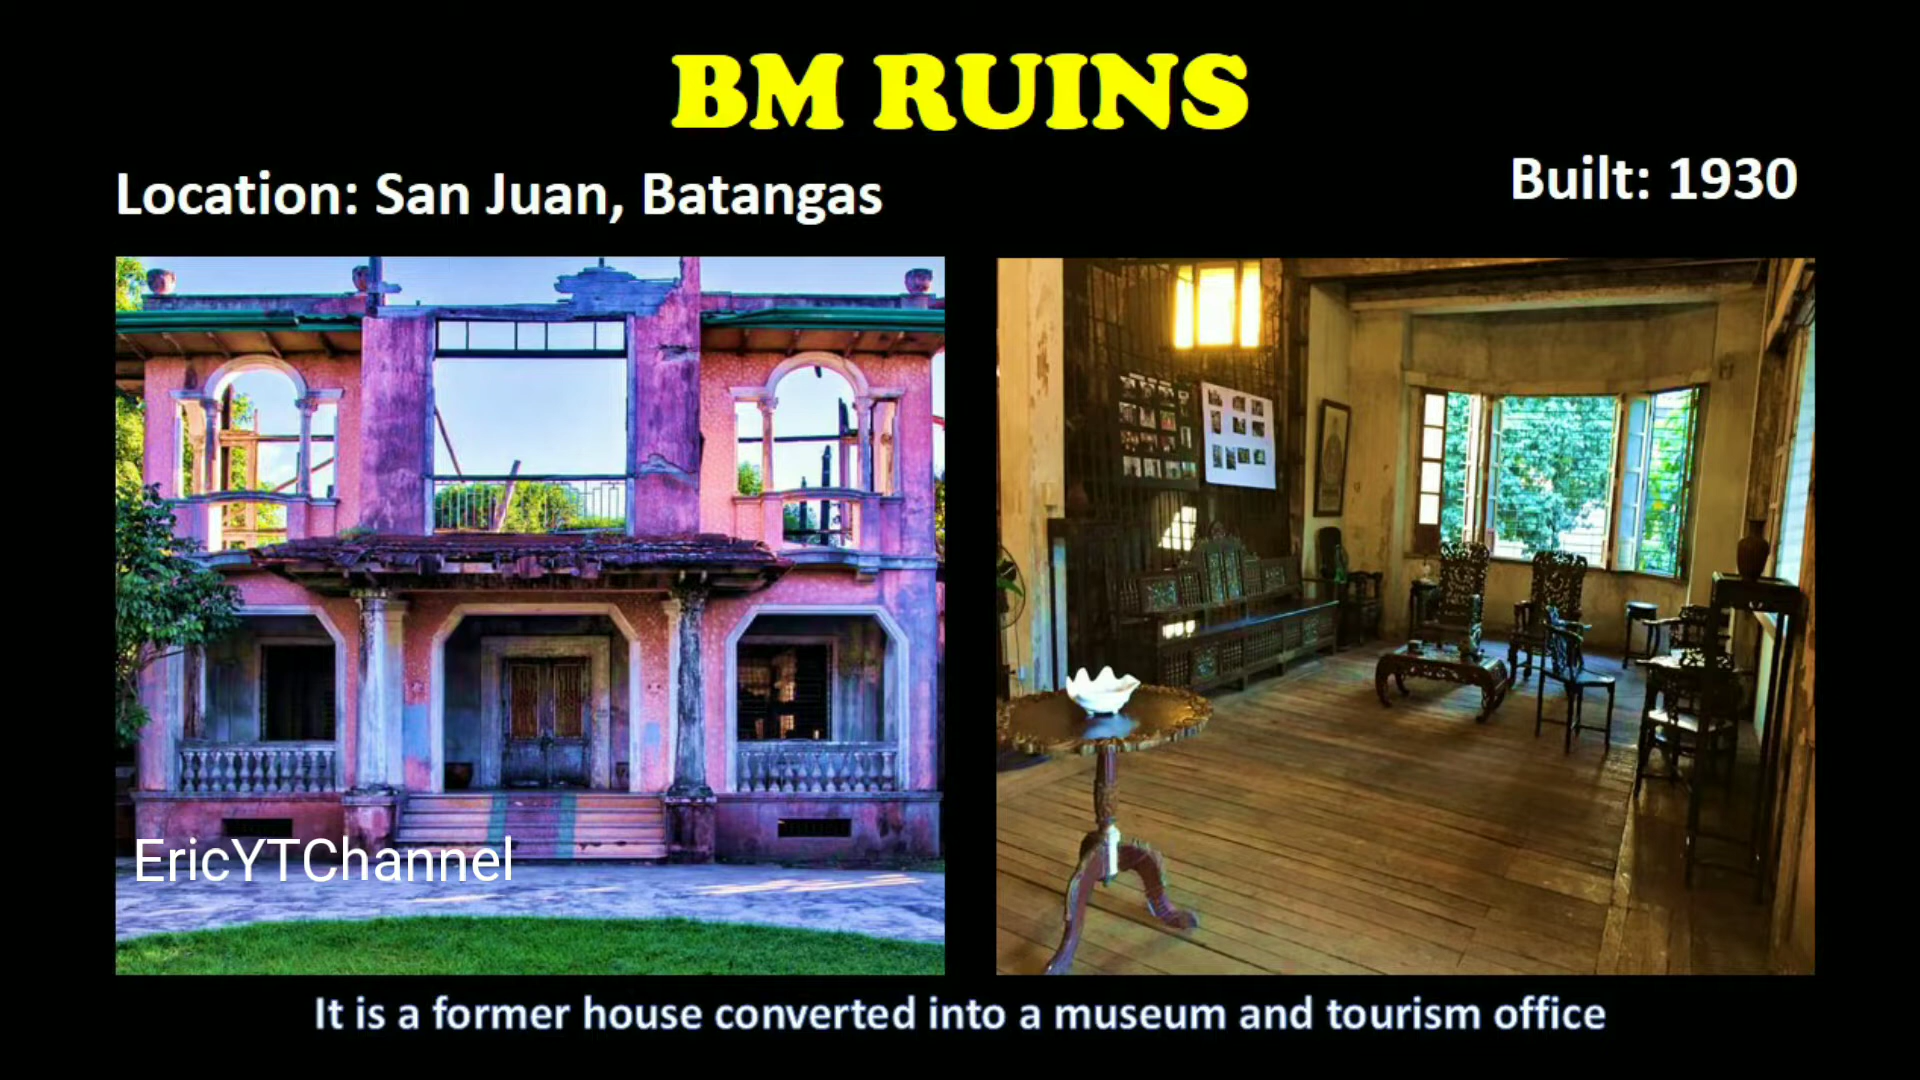 BM RUINS
Location: San Juan, Batangas
Built: 1930
EricYTChannel
It is a former house converted into a museum and tourism office